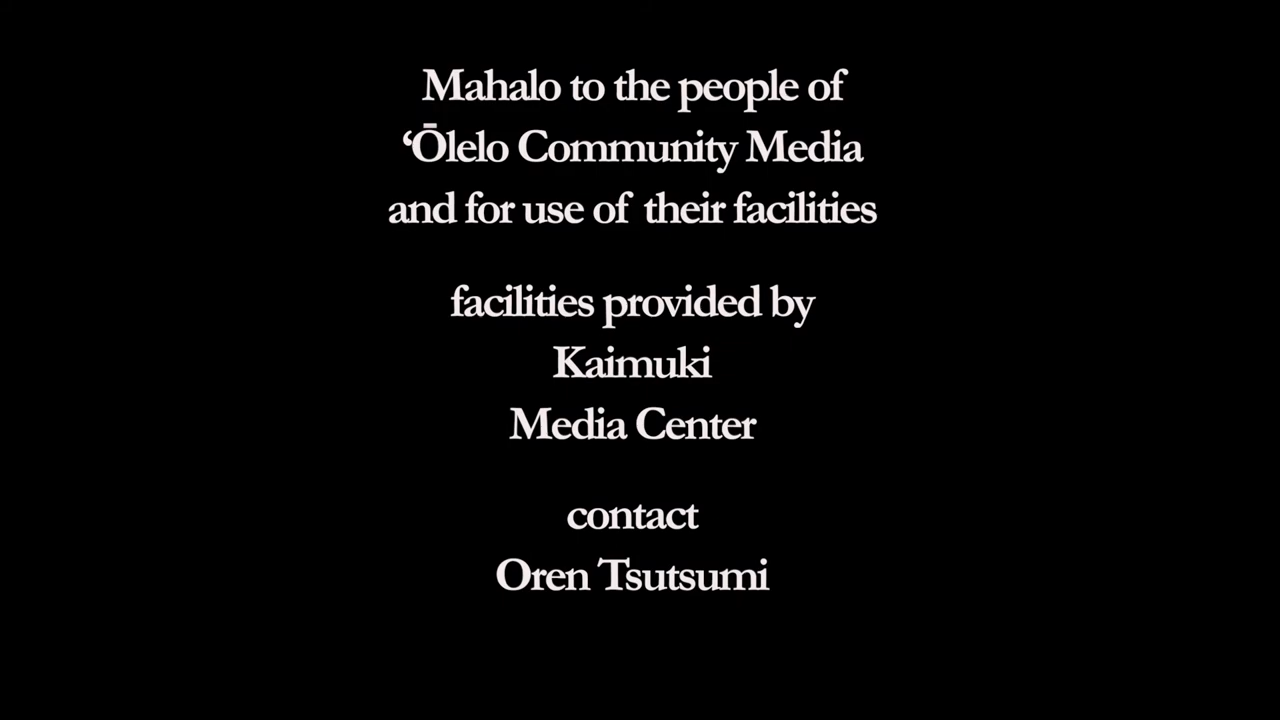 Mahalo to the people of
‘Ōlelo Community Media
and for use of their facilities
facilities provided by
Kaimuki
Media Center
contact
Oren Tsutsumi